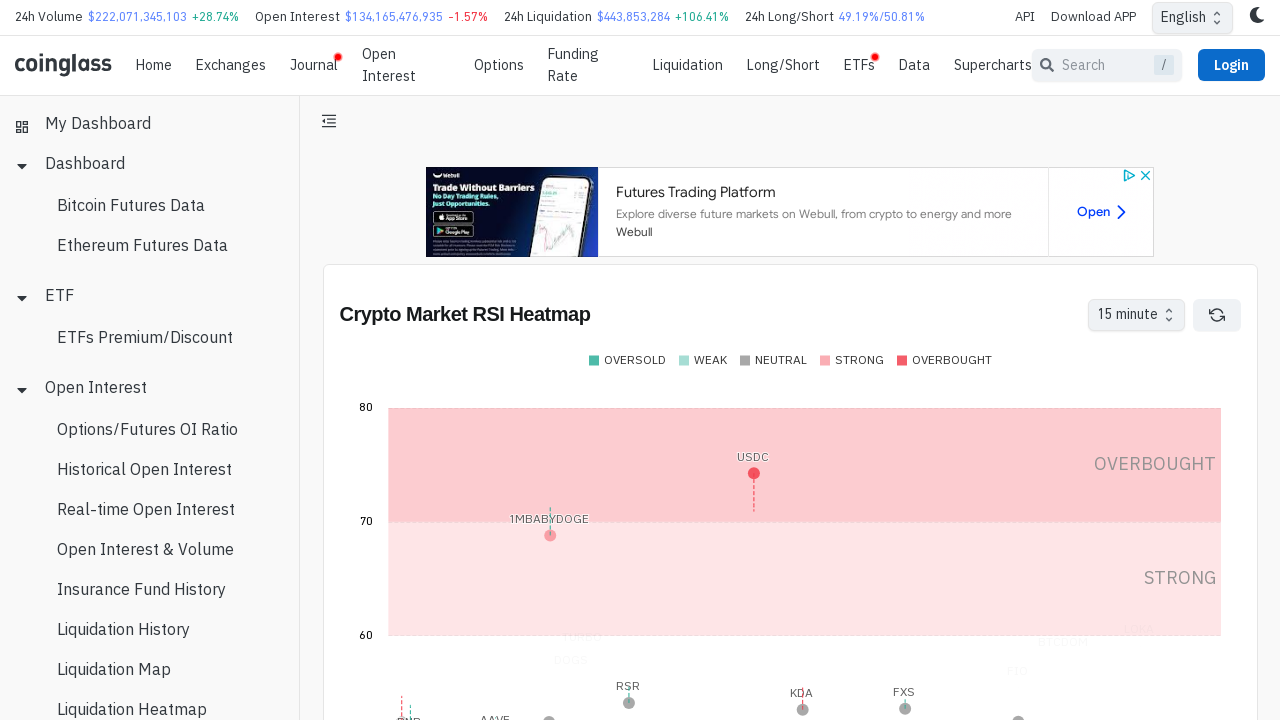 24h Volume $222,071,345,103 +28.74% Open Interest $134,165,476,935 -1.57% 24h Liquidation $443,853,284 +106.41% 24h Long/Short 49.19%/50.81% API Download APP English
coinglass Home Exchanges Journal Open Interest Options Funding Rate Liquidation Long/Short ETFs Data Supercharts Search / Login
My Dashboard
Dashboard
Bitcoin Futures Data
Ethereum Futures Data
ETF
ETFs Premium/Discount
Open Interest
Options/Futures OI Ratio
Historical Open Interest
Real-time Open Interest
Open Interest & Volume
Insurance Fund History
Liquidation History
Liquidation Map
Liquidation Heatmap
Webull
Trade Without Barriers
No Day Trading Rules,
Just Opportunities.
Futures Trading Platform
Explore diverse future markets on Webull, from crypto to energy and more
Webull
Open
Crypto Market RSI Heatmap
15 minute
OVERSOLD WEAK NEUTRAL STRONG OVERBOUGHT
80
USDC
OVERBOUGHT
1MBABYDOGE
70
STRONG
60
DOGS
RSR
KDA
FXS
BNB
AAVE